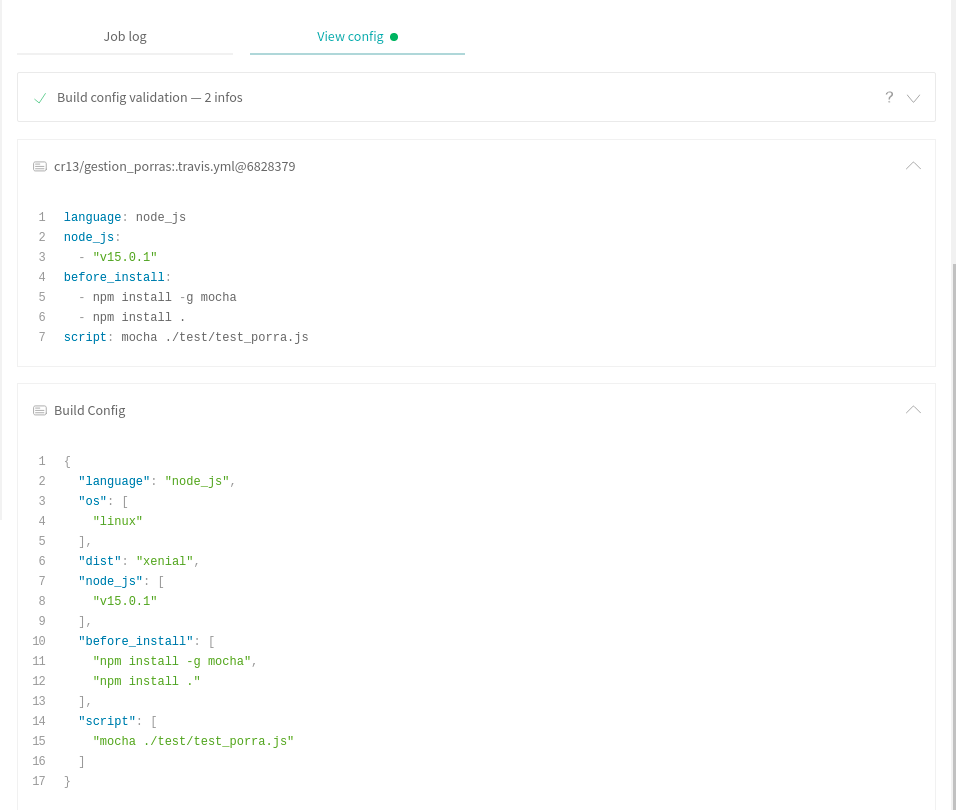 Job log View config
Build config validation — 2 infos ?
cr13/gestion_porras:.travis.yml@6828379
1 language: node_js
2 node_js:
3   - "v15.0.1"
4 before_install:
5   - npm install -g mocha
6   - npm install .
7 script: mocha ./test/test_porra.js
Build Config
1 {
2   "language": "node_js",
3   "os": [
4     "linux"
5   ],
6   "dist": "xenial",
7   "node_js": [
8     "v15.0.1"
9   ],
10   "before_install": [
11     "npm install -g mocha",
12     "npm install ."
13   ],
14   "script": [
15     "mocha ./test/test_porra.js"
16   ]
17 }